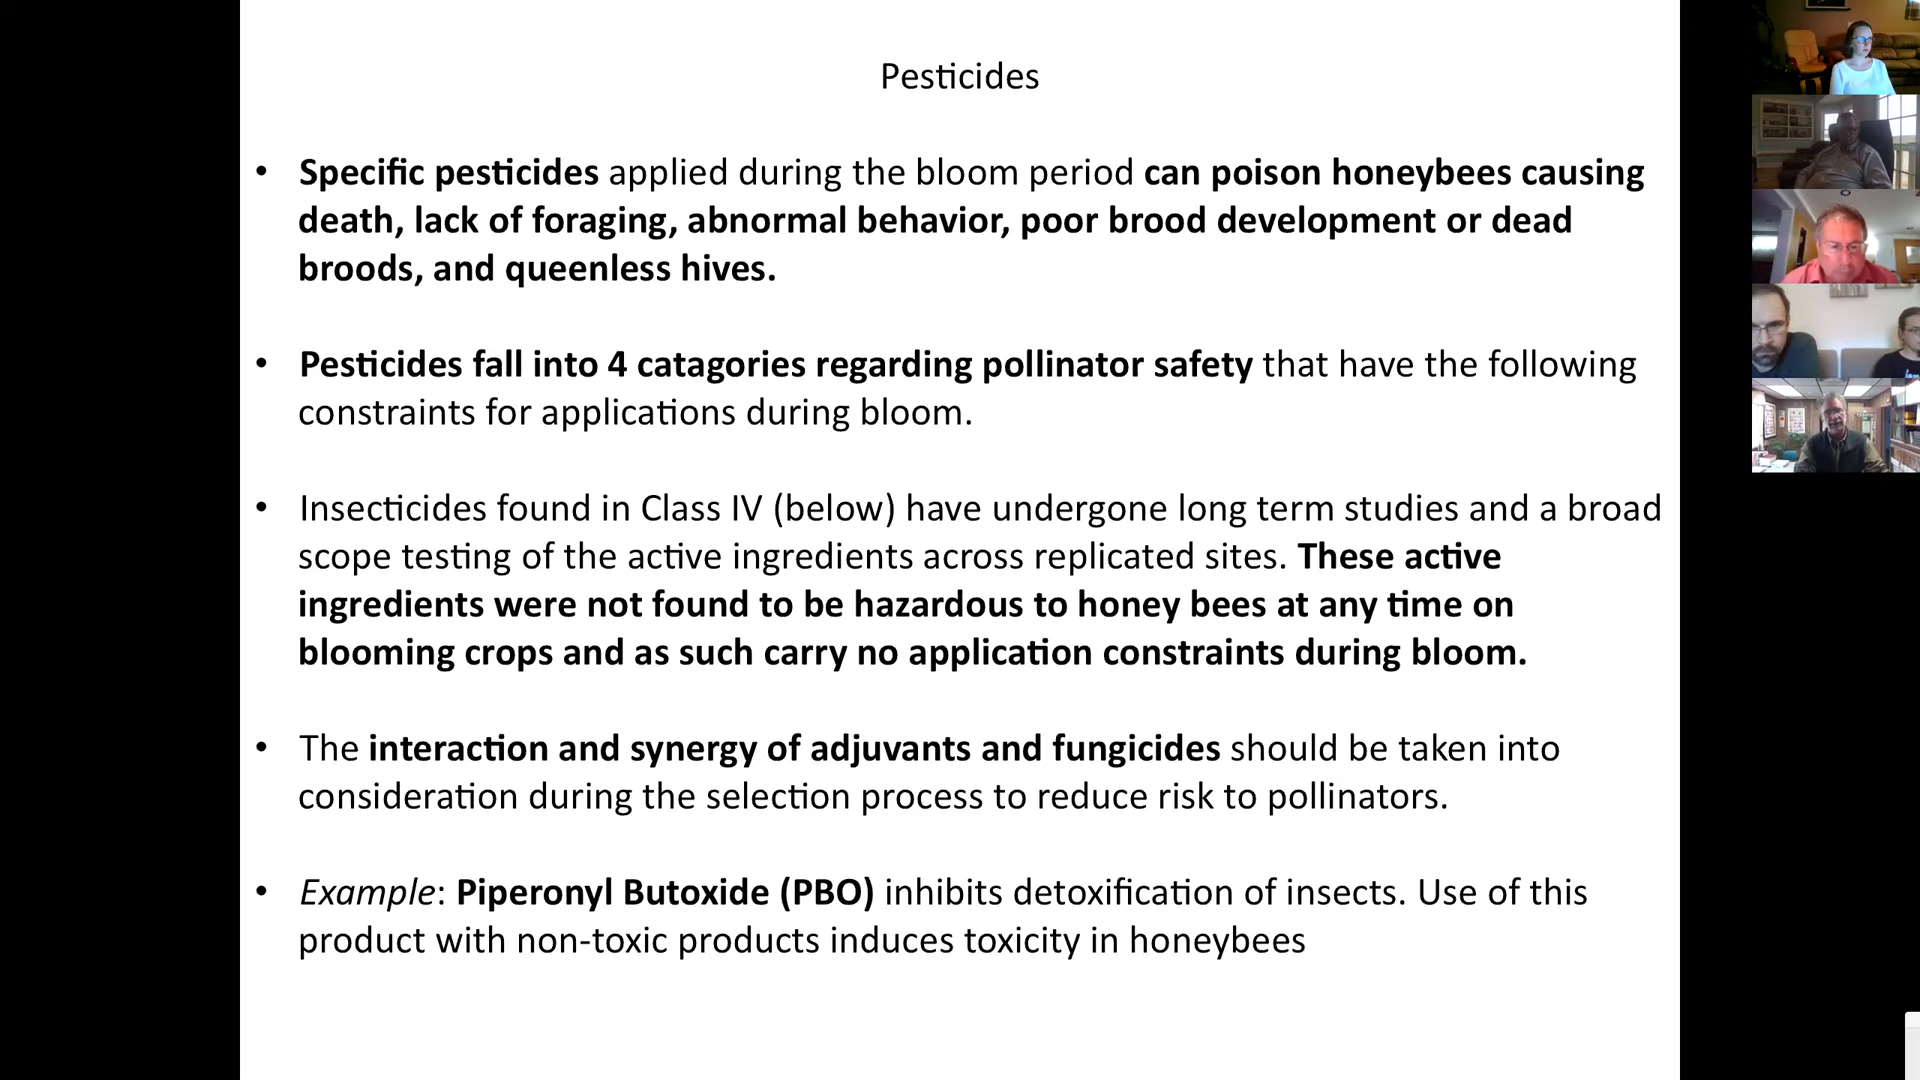 Pesticides
• Specific pesticides applied during the bloom period can poison honeybees causing
death, lack of foraging, abnormal behavior, poor brood development or dead
broods, and queenless hives.
• Pesticides fall into 4 catagories regarding pollinator safety that have the following
constraints for applications during bloom.
• Insecticides found in Class IV (below) have undergone long term studies and a broad
scope testing of the active ingredients across replicated sites. These active
ingredients were not found to be hazardous to honey bees at any time on
blooming crops and as such carry no application constraints during bloom.
• The interaction and synergy of adjuvants and fungicides should be taken into
consideration during the selection process to reduce risk to pollinators.
• Example: Piperonyl Butoxide (PBO) inhibits detoxification of insects. Use of this
product with non-toxic products induces toxicity in honeybees